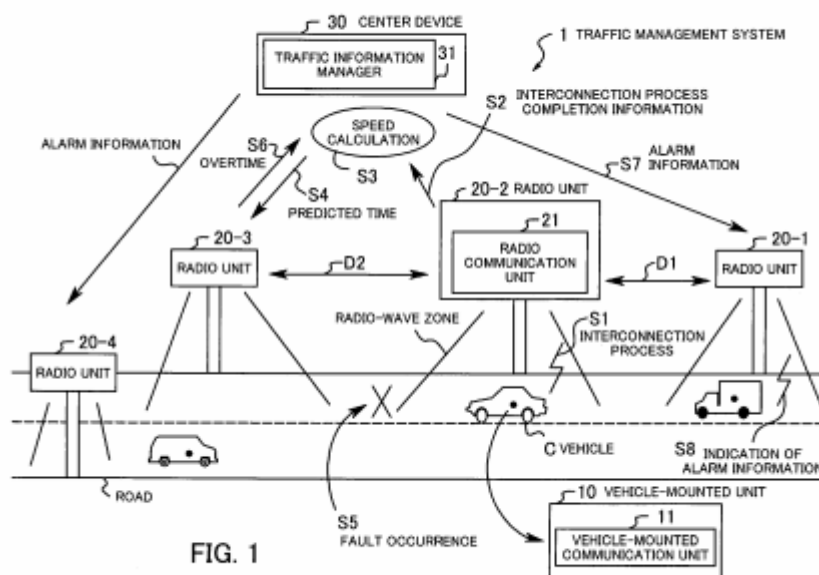 30 CENTER DEVICE
1 TRAFFIC MANAGEMENT SYSTEM
TRAFFIC INFORMATION
MANAGER
31
S2 INTERCONNECTION PROCESS
COMPLETION INFORMATION
SPEED
CALCULATION
S3
ALARM INFORMATION
S6
OVERTIME
S4
PREDICTED TIME
S7 ALARM
INFORMATION
20-2 RADIO UNIT
21
RADIO
COMMUNICATION
UNIT
20-3
RADIO UNIT
D2
D1
20-1
RADIO UNIT
RADIO-WAVE ZONE
S1
INTERCONNECTION
PROCESS
20-4
RADIO UNIT
C VEHICLE
S8
INDICATION OF
ALARM INFORMATION
ROAD
S5
FAULT OCCURRENCE
10 VEHICLE-MOUNTED UNIT
11
VEHICLE-MOUNTED
COMMUNICATION UNIT
FIG. 1